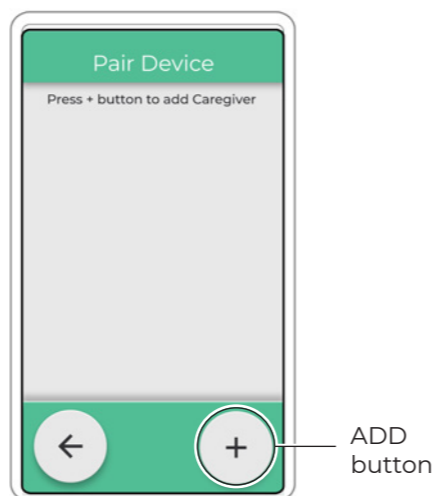 Pair Device
Press + button to add Caregiver
+
ADD
button